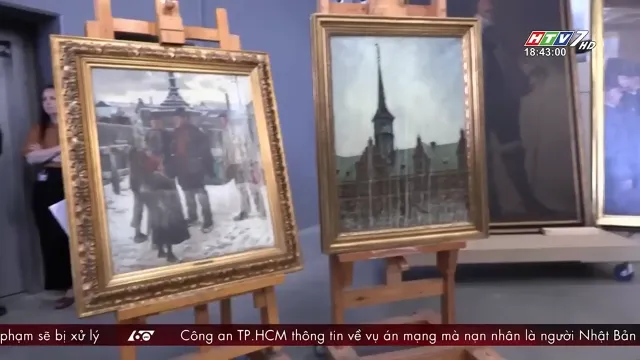 HTV7 HD
18:43:00
phạm sẽ bị xử lý 60 Công an TP.HCM thông tin về vụ án mạng mà nạn nhân là người Nhật Bản